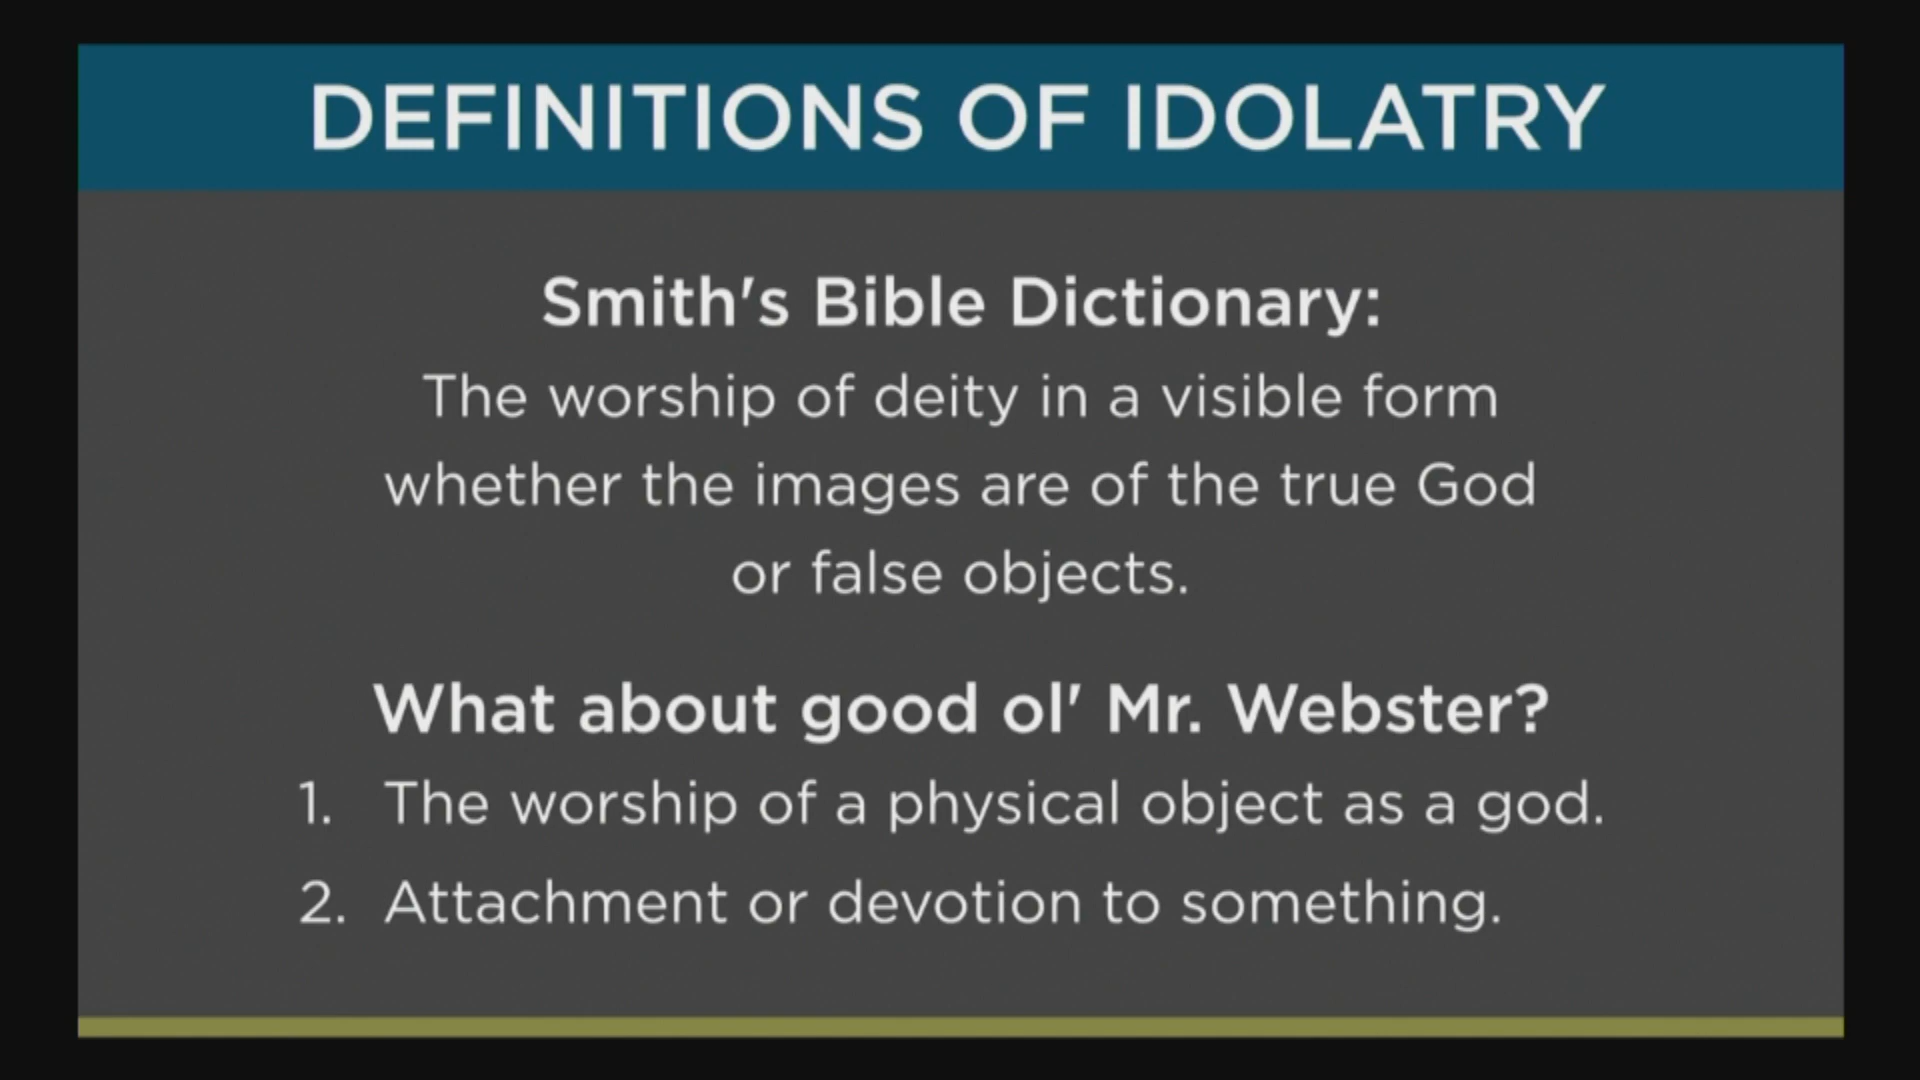 DEFINITIONS OF IDOLATRY
Smith's Bible Dictionary:
The worship of deity in a visible form
whether the images are of the true God
or false objects.
What about good ol' Mr. Webster?
1. The worship of a physical object as a god.
2. Attachment or devotion to something.